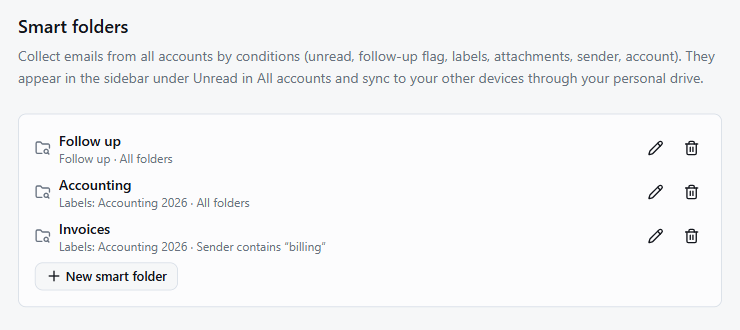 Smart folders
Collect emails from all accounts by conditions (unread, follow-up flag, labels, attachments, sender, account). They
appear in the sidebar under Unread in All accounts and sync to your other devices through your personal drive.
Follow up
Follow up · All folders
Accounting
Labels: Accounting 2026 · All folders
Invoices
Labels: Accounting 2026 · Sender contains “billing”
New smart folder